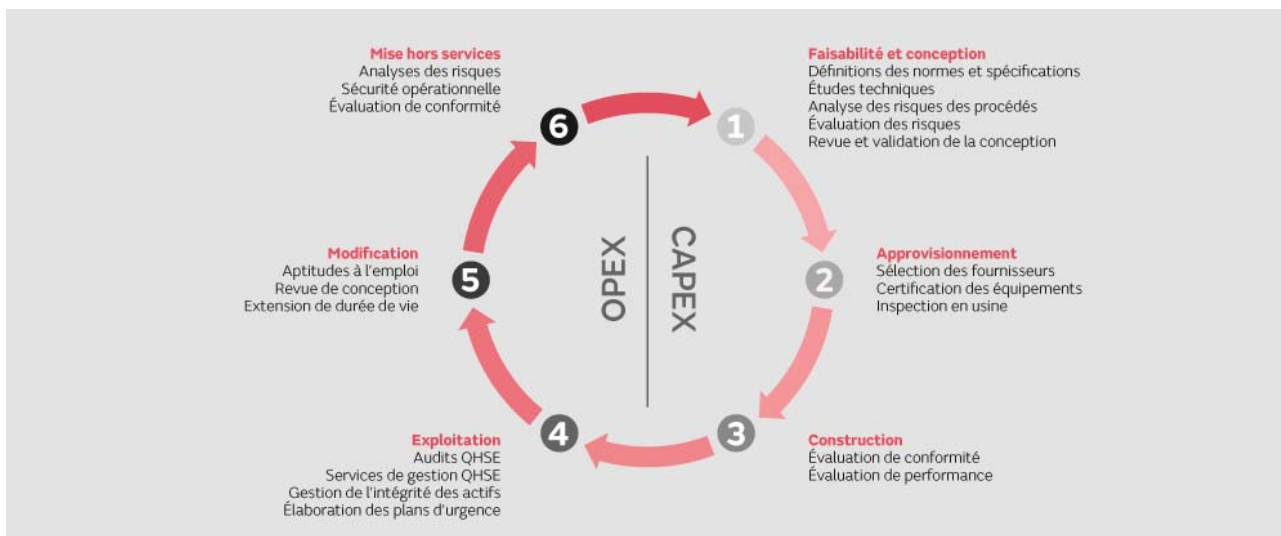 Mise hors services
Analyses des risques
Sécurité opérationnelle
Évaluation de conformité
6
1
Faisabilité et conception
Définitions des normes et spécifications
Études techniques
Analyse des risques des procédés
Évaluation des risques
Revue et validation de la conception
OPEX
CAPEX
Modification
Aptitudes à l'emploi
Revue de conception
Extension de durée de vie
5
2
Approvisionnement
Sélection des fournisseurs
Certification des équipements
Inspection en usine
Exploitation
Audits QHSE
Services de gestion QHSE
Gestion de l'intégrité des actifs
Élaboration des plans d'urgence
4
3
Construction
Évaluation de conformité
Évaluation de performance